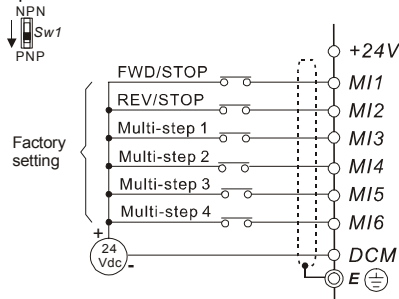 NPN
Sw1
PNP
+24V
FWD/STOP
MI1
REV/STOP
MI2
Multi-step 1
MI3
Factory
setting
Multi-step 2
MI4
Multi-step 3
MI5
Multi-step 4
MI6
+
24
Vdc
-
DCM
E